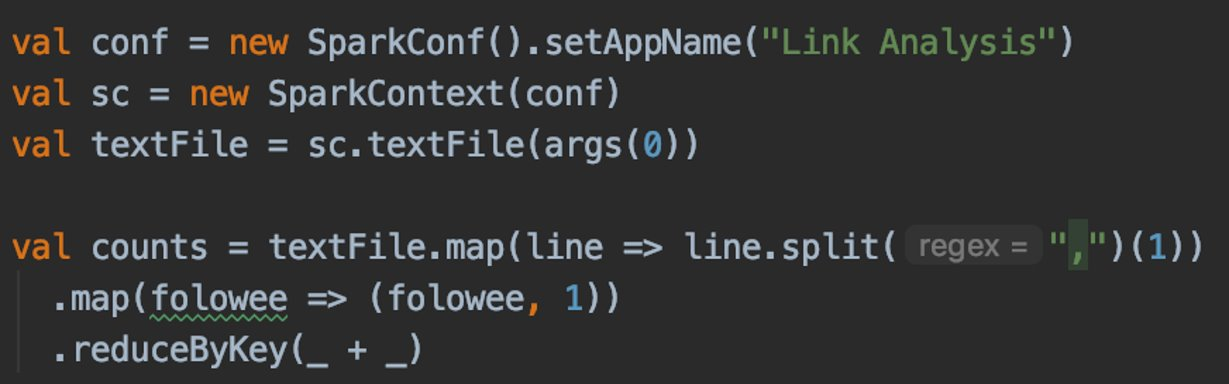 val conf = new SparkConf().setAppName("Link Analysis")
val sc = new SparkContext(conf)
val textFile = sc.textFile(args(0))
val counts = textFile.map(line => line.split( regex = ",")(1))
.map(folowee => (folowee, 1))
.reduceByKey(_ + _)